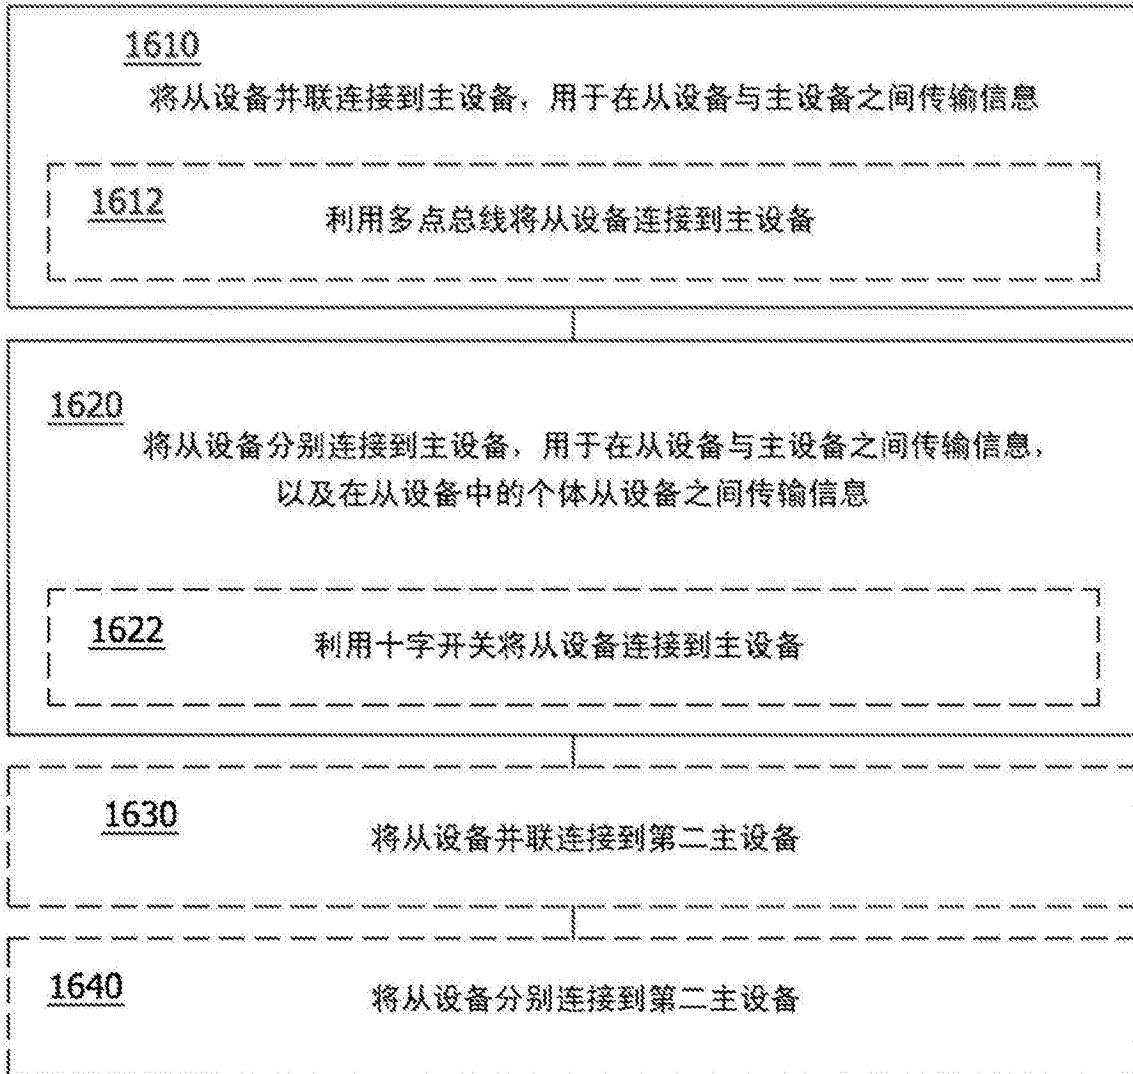 1610
将从设备并联连接到主设备，用于在从设备与主设备之间传输信息
1612
利用多点总线将从设备连接到主设备
1620
将从设备分别连接到主设备，用于在从设备与主设备之间传输信息，
以及在从设备中的个体从设备之间传输信息
1622
利用十字开关将从设备连接到主设备
1630
将从设备并联连接到第二主设备
1640
将从设备分别连接到第二主设备